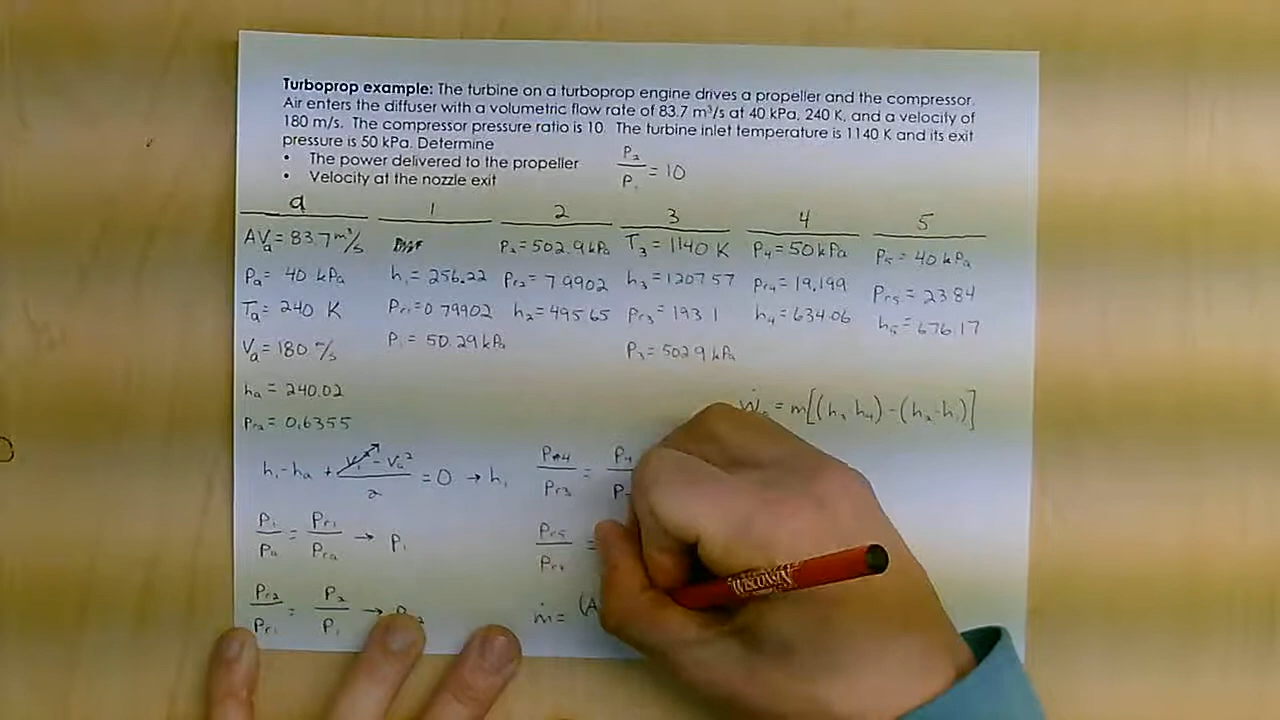 Turboprop example: The turbine on a turboprop engine drives a propeller and the compressor.
Air enters the diffuser with a volumetric flow rate of 83.7 m³/s at 40 kPa, 240 K, and a velocity of
180 m/s. The compressor pressure ratio is 10. The turbine inlet temperature is 1140 K and its exit
pressure is 50 kPa. Determine
• The power delivered to the propeller
• Velocity at the nozzle exit
P₂/P₁ = 10
a 1 2 3 4 5
AVₐ = 83.7 m³/s P₂ = 502.9 kPa T₃ = 1140 K P₄ = 50 kPa P₅ = 40 kPa
Pₐ = 40 kPa h₁ = 256.22 Pr₂ = 7.9902 h₃ = 1207.57 Pr₄ = 19.199 Pr₅ = 23.84
Tₐ = 240 K Pr₁ = 0.79902 h₂ = 495.65 Pr₃ = 193.1 h₄ = 634.06 h₅ = 676.17
Vₐ = 180 m/s P₁ = 50.29 kPa P₃ = 502.9 kPa
hₐ = 240.02
Prₐ = 0.6355
= ṁ[(h₃ h₄) - (h₂ - h₁)]
h₁ - hₐ + (V₁² - Vₐ²)/2 = 0 → h₁
Pr₄/Pr₃ = P₄
P₁/Pₐ = Pr₁/Prₐ → P₁
Pr₅/Pr₄ =
Pr₂/Pr₁ = P₂/P₁ →
ṁ = (A
WISCONSIN